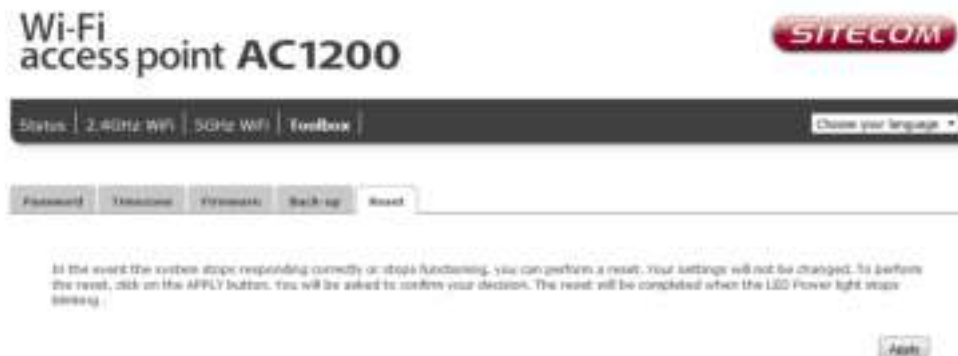 Wi-Fi
access point AC1200
SITECOM
Status | 2.4GHz WiFi | 5GHz WiFi | Toolbox |
Choose your language
Password Timezone Firmware Back-up Reset
In the event the system stops responding correctly or stops functioning, you can perform a reset. Your settings will not be changed. To perform
the reset, click on the APPLY button. You will be asked to confirm your decision. The reset will be completed when the LED Power light stops
blinking.
Apply